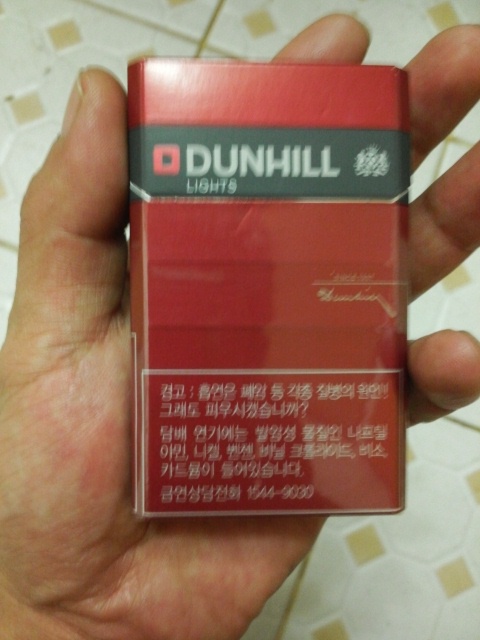 DUNHILL
LIGHTS
경고 : 흡연은 폐암 등 각종 질병의 원인!
그래도 피우시겠습니까?
담배 연기에는 발암성 물질인 나프틸
아민, 니켈, 벤젠, 비닐 크롤라이드, 비소,
카드뮴이 들어있습니다.
금연상담전화 1544-9030